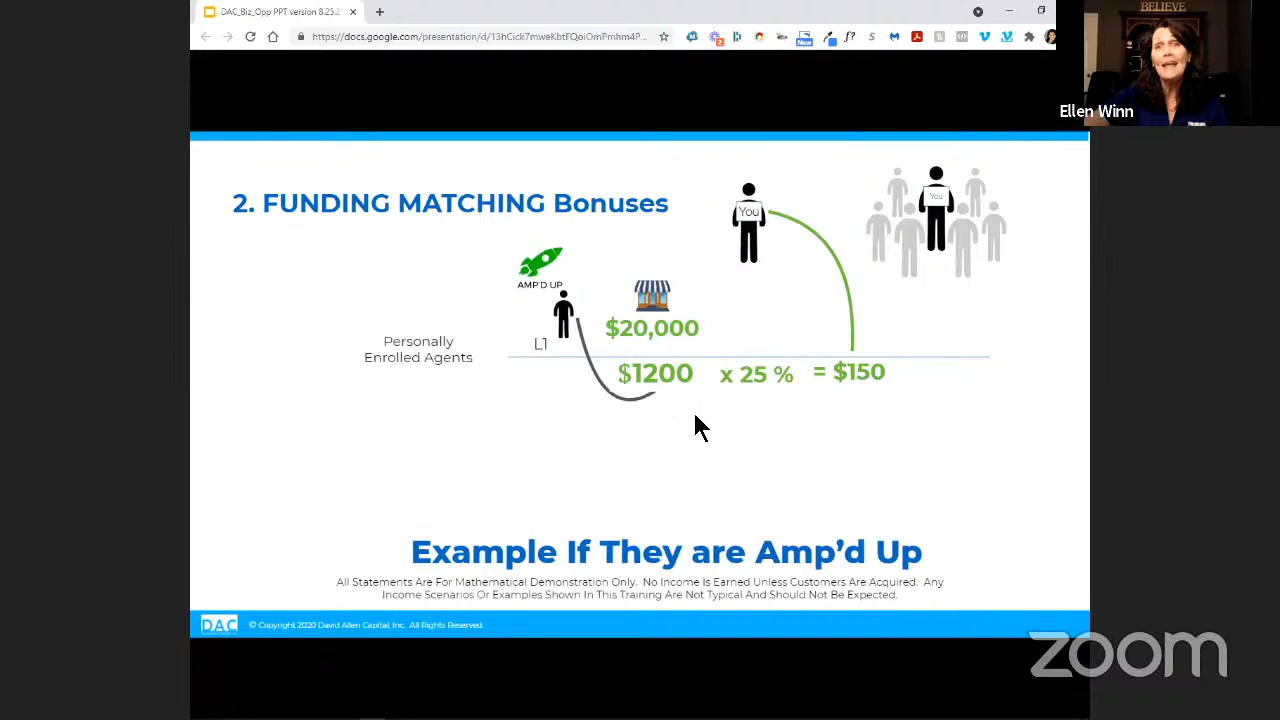 DAC_Biz_Opp PPT version 8.25.2
https://docs.google.com/presentation/d/13hCick7mweKbtFQoiOmPmhm4P...
New
BELIEVE
Ellen Winn
2. FUNDING MATCHING Bonuses
You
You
AMP'D UP
$20,000
Personally
Enrolled Agents
L1
$1200 x 25 % = $150
Example If They are Amp’d Up
All Statements Are For Mathematical Demonstration Only. No Income Is Earned Unless Customers Are Acquired. Any
Income Scenarios Or Examples Shown In This Training Are Not Typical And Should Not Be Expected.
DAC
© Copyright 2020 David Allen Capital, Inc. All Rights Reserved.
zoom